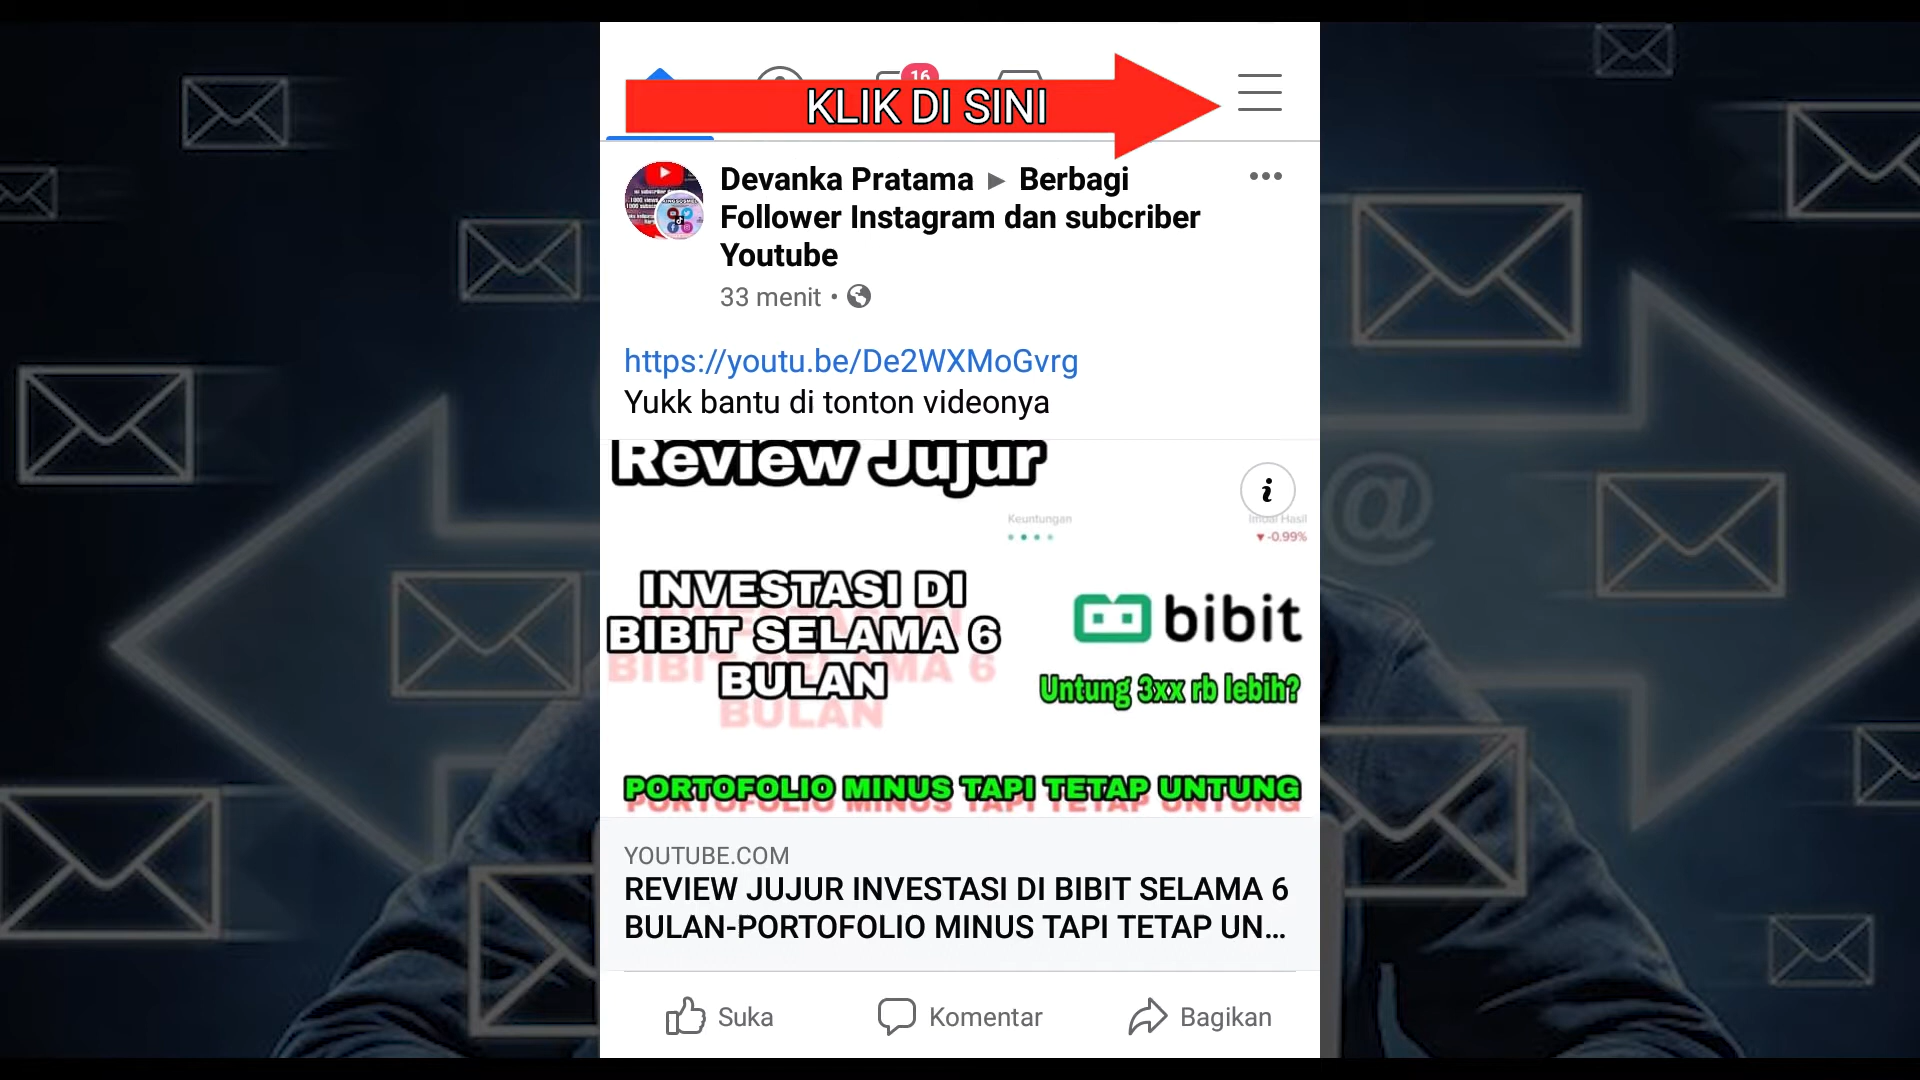 16
KLIK DI SINI
Devanka Pratama ▸ Berbagi
Follower Instagram dan subcriber
Youtube
33 menit •
https://youtu.be/De2WXMoGvrg
Yukk bantu di tonton videonya
Review Jujur
i
Keuntungan
Imbal Hasil
▼-0.99%
INVESTASI DI
BIBIT SELAMA 6
BULAN
bibit
Untung 3xx rb lebih?
PORTOFOLIO MINUS TAPI TETAP UNTUNG
YOUTUBE.COM
REVIEW JUJUR INVESTASI DI BIBIT SELAMA 6
BULAN-PORTOFOLIO MINUS TAPI TETAP UN...
Suka
Komentar
Bagikan
@